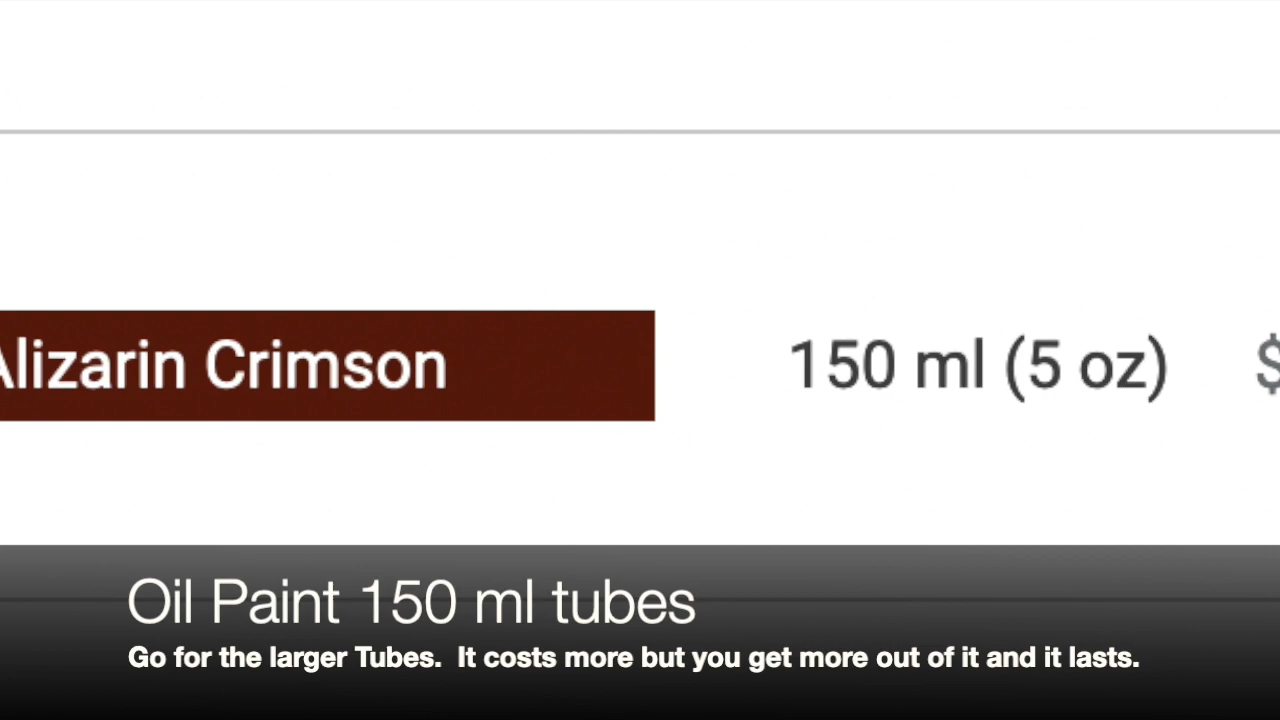 Alizarin Crimson 150 ml (5 oz) $
Oil Paint 150 ml tubes
Go for the larger Tubes.  It costs more but you get more out of it and it lasts.